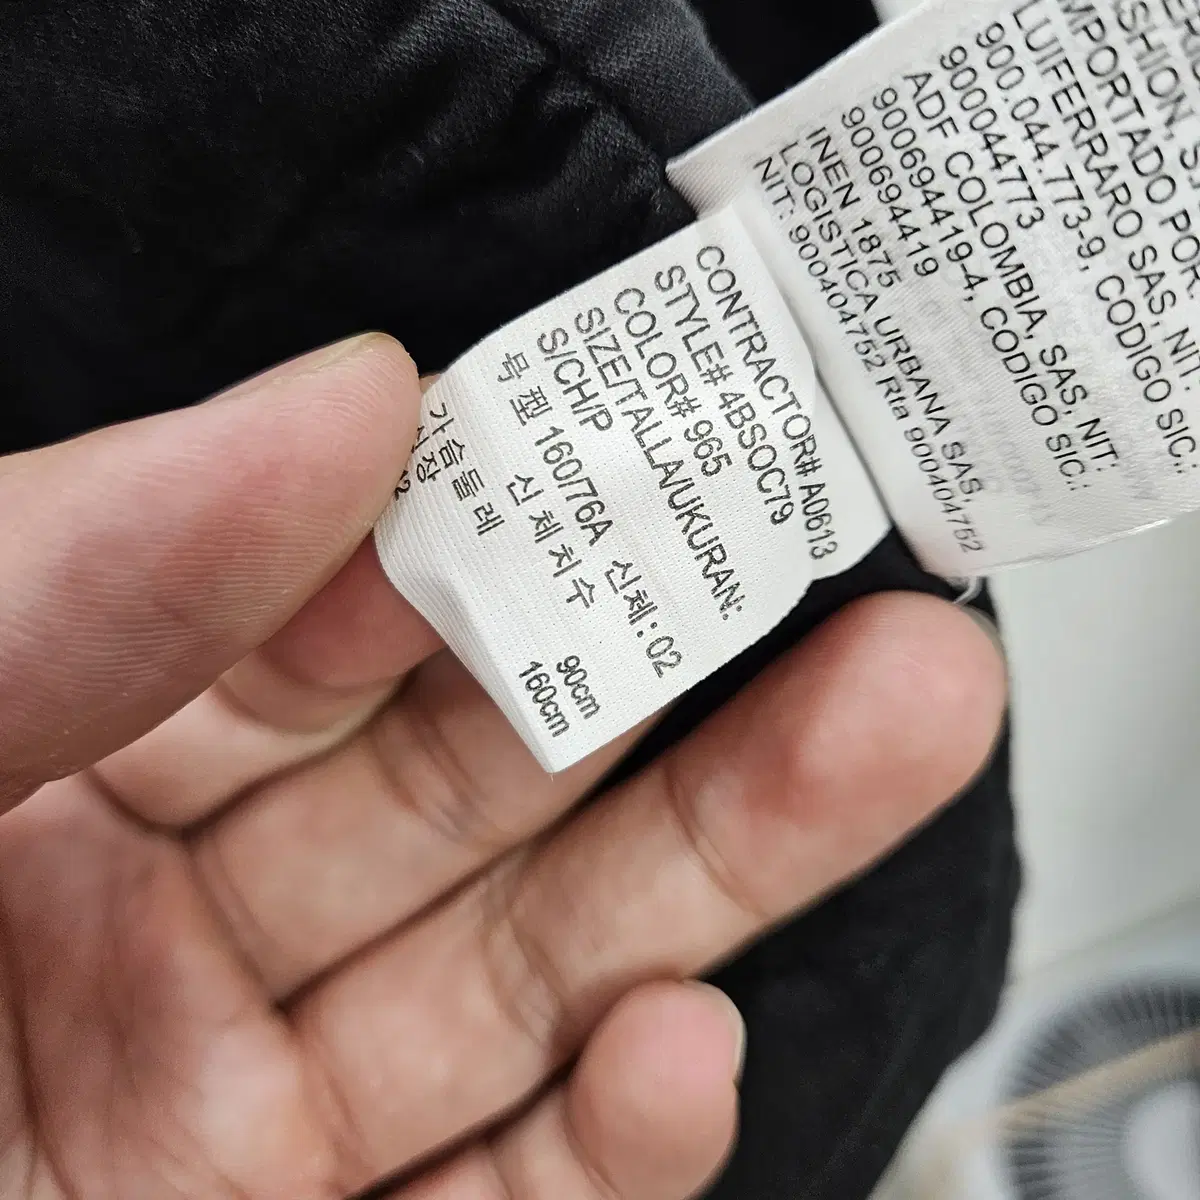 CONTRACTOR# A0613
STYLE# 4BSOC79
COLOR# 965
SIZE/TALLA/UKURAN:
S/CH/P
号型 160/76A 신체: 02
신체치수
가슴둘레 90cm
신장 160cm
FASHION, S
IMPORTADO POR:
LUIFERRARO SAS, NIT:
900.044.773-9, CODIGO SIC.:
900044773
ADF COLOMBIA, SAS, NIT:
900694419-4, CODIGO SIC.:
900694419
INEN 1875
LOGISTICA URBANA SAS,
NIT: 900404752 Rta 900404752